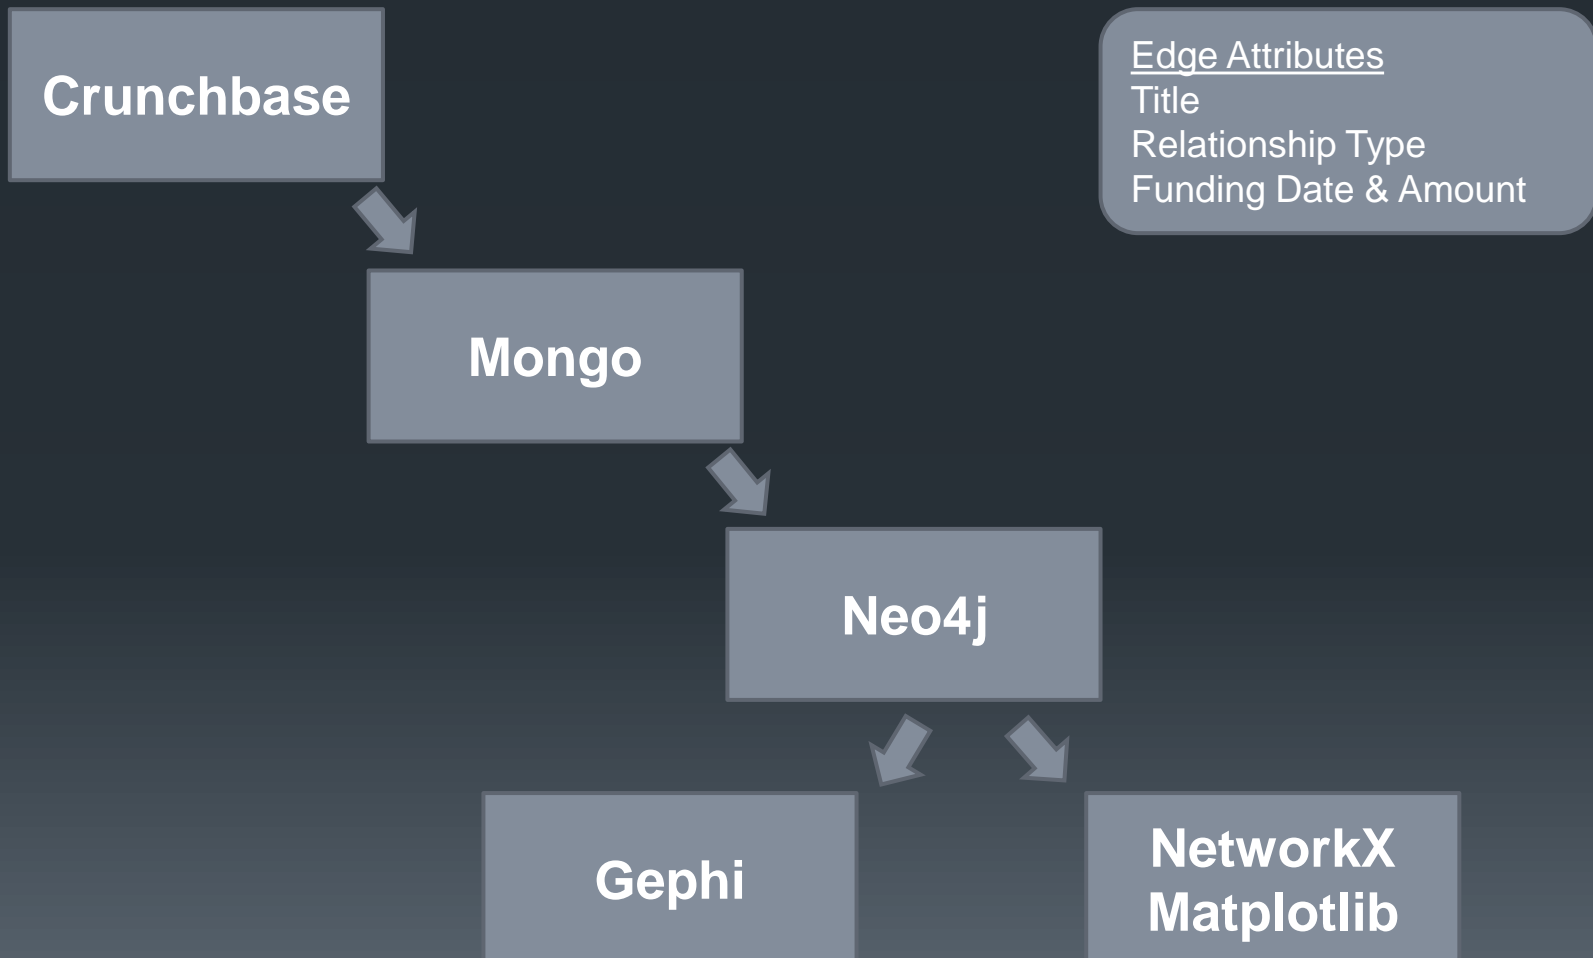 Crunchbase
Edge Attributes
Title
Relationship Type
Funding Date & Amount
Mongo
Neo4j
Gephi
NetworkX
Matplotlib